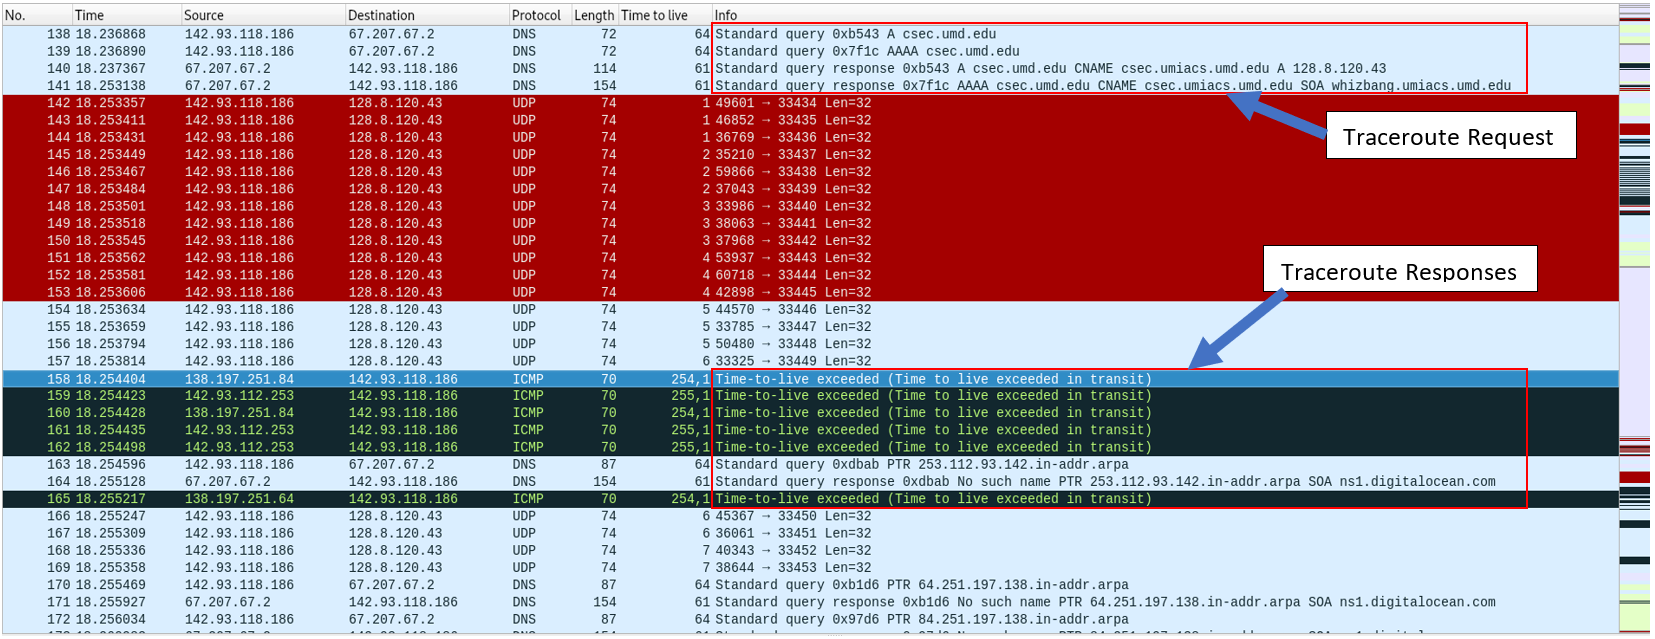 No. Time Source Destination Protocol Length Time to live Info
138 18.236868 142.93.118.186 67.207.67.2 DNS 72 64 Standard query 0xb543 A csec.umd.edu
139 18.236890 142.93.118.186 67.207.67.2 DNS 72 64 Standard query 0x7f1c AAAA csec.umd.edu
140 18.237367 67.207.67.2 142.93.118.186 DNS 114 61 Standard query response 0xb543 A csec.umd.edu CNAME csec.umiacs.umd.edu A 128.8.120.43
141 18.253138 67.207.67.2 142.93.118.186 DNS 154 61 Standard query response 0x7f1c AAAA csec.umd.edu CNAME csec.umiacs.umd.edu SOA whizbang.umiacs.umd.edu
142 18.253357 142.93.118.186 128.8.120.43 UDP 74 1 49601 → 33434 Len=32
143 18.253411 142.93.118.186 128.8.120.43 UDP 74 1 46852 → 33435 Len=32
Traceroute Request
144 18.253431 142.93.118.186 128.8.120.43 UDP 74 1 36769 → 33436 Len=32
145 18.253449 142.93.118.186 128.8.120.43 UDP 74 2 35210 → 33437 Len=32
146 18.253467 142.93.118.186 128.8.120.43 UDP 74 2 59866 → 33438 Len=32
147 18.253484 142.93.118.186 128.8.120.43 UDP 74 2 37043 → 33439 Len=32
148 18.253501 142.93.118.186 128.8.120.43 UDP 74 3 33986 → 33440 Len=32
149 18.253518 142.93.118.186 128.8.120.43 UDP 74 3 38063 → 33441 Len=32
150 18.253545 142.93.118.186 128.8.120.43 UDP 74 3 37968 → 33442 Len=32
151 18.253562 142.93.118.186 128.8.120.43 UDP 74 4 53937 → 33443 Len=32
Traceroute Responses
152 18.253581 142.93.118.186 128.8.120.43 UDP 74 4 60718 → 33444 Len=32
153 18.253606 142.93.118.186 128.8.120.43 UDP 74 4 42898 → 33445 Len=32
154 18.253634 142.93.118.186 128.8.120.43 UDP 74 5 44570 → 33446 Len=32
155 18.253659 142.93.118.186 128.8.120.43 UDP 74 5 33785 → 33447 Len=32
156 18.253794 142.93.118.186 128.8.120.43 UDP 74 5 50480 → 33448 Len=32
157 18.253814 142.93.118.186 128.8.120.43 UDP 74 6 33325 → 33449 Len=32
158 18.254404 138.197.251.84 142.93.118.186 ICMP 70 254,1 Time-to-live exceeded (Time to live exceeded in transit)
159 18.254423 142.93.112.253 142.93.118.186 ICMP 70 255,1 Time-to-live exceeded (Time to live exceeded in transit)
160 18.254428 138.197.251.84 142.93.118.186 ICMP 70 254,1 Time-to-live exceeded (Time to live exceeded in transit)
161 18.254435 142.93.112.253 142.93.118.186 ICMP 70 255,1 Time-to-live exceeded (Time to live exceeded in transit)
162 18.254498 142.93.112.253 142.93.118.186 ICMP 70 255,1 Time-to-live exceeded (Time to live exceeded in transit)
163 18.254596 142.93.118.186 67.207.67.2 DNS 87 64 Standard query 0xdbab PTR 253.112.93.142.in-addr.arpa
164 18.255128 67.207.67.2 142.93.118.186 DNS 154 61 Standard query response 0xdbab No such name PTR 253.112.93.142.in-addr.arpa SOA ns1.digitalocean.com
165 18.255217 138.197.251.64 142.93.118.186 ICMP 70 254,1 Time-to-live exceeded (Time to live exceeded in transit)
166 18.255247 142.93.118.186 128.8.120.43 UDP 74 6 45367 → 33450 Len=32
167 18.255309 142.93.118.186 128.8.120.43 UDP 74 6 36061 → 33451 Len=32
168 18.255336 142.93.118.186 128.8.120.43 UDP 74 7 40343 → 33452 Len=32
169 18.255358 142.93.118.186 128.8.120.43 UDP 74 7 38644 → 33453 Len=32
170 18.255469 142.93.118.186 67.207.67.2 DNS 87 64 Standard query 0xb1d6 PTR 64.251.197.138.in-addr.arpa
171 18.255927 67.207.67.2 142.93.118.186 DNS 154 61 Standard query response 0xb1d6 No such name PTR 64.251.197.138.in-addr.arpa SOA ns1.digitalocean.com
172 18.256034 142.93.118.186 67.207.67.2 DNS 87 64 Standard query 0x97d6 PTR 84.251.197.138.in-addr.arpa